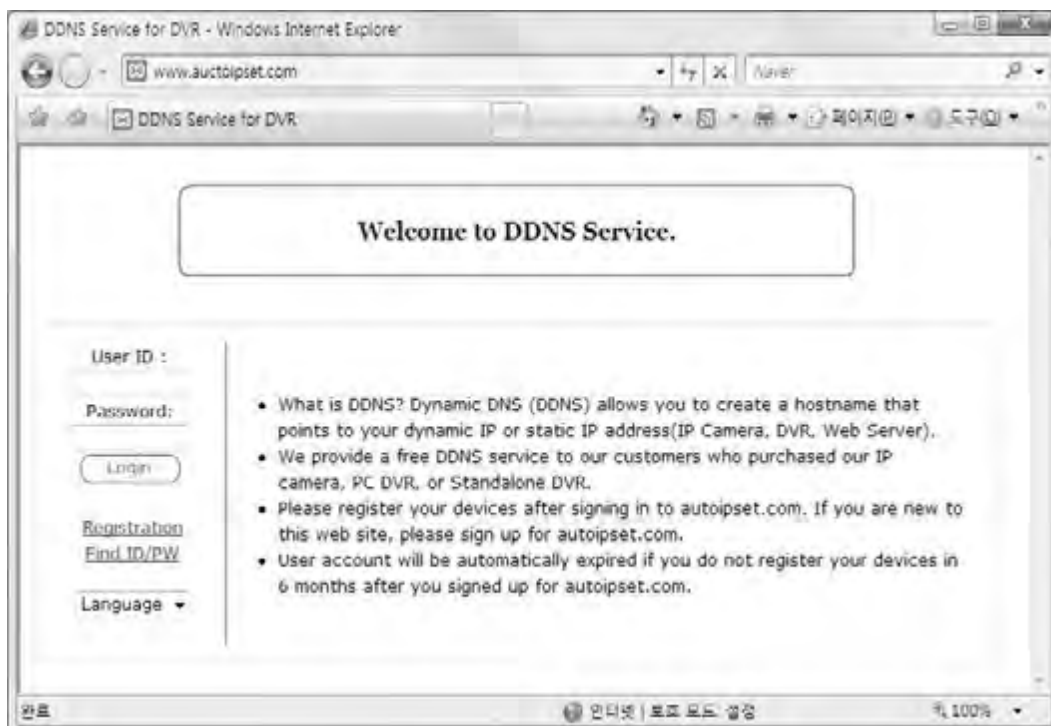 DDNS Service for DVR - Windows Internet Explorer
www.auctoipset.com
Naver
DDNS Service for DVR
페이지(P)
도구(O)
Welcome to DDNS Service.
User ID :
Password:
Login
Registration
Find ID/PW
Language
• What is DDNS? Dynamic DNS (DDNS) allows you to create a hostname that
points to your dynamic IP or static IP address(IP Camera, DVR, Web Server).
• We provide a free DDNS service to our customers who purchased our IP
camera, PC DVR, or Standalone DVR.
• Please register your devices after signing in to autoipset.com. If you are new to
this web site, please sign up for autoipset.com.
• User account will be automatically expired if you do not register your devices in
6 months after you signed up for autoipset.com.
완료
인터넷 | 보호 모드: 설정
100%